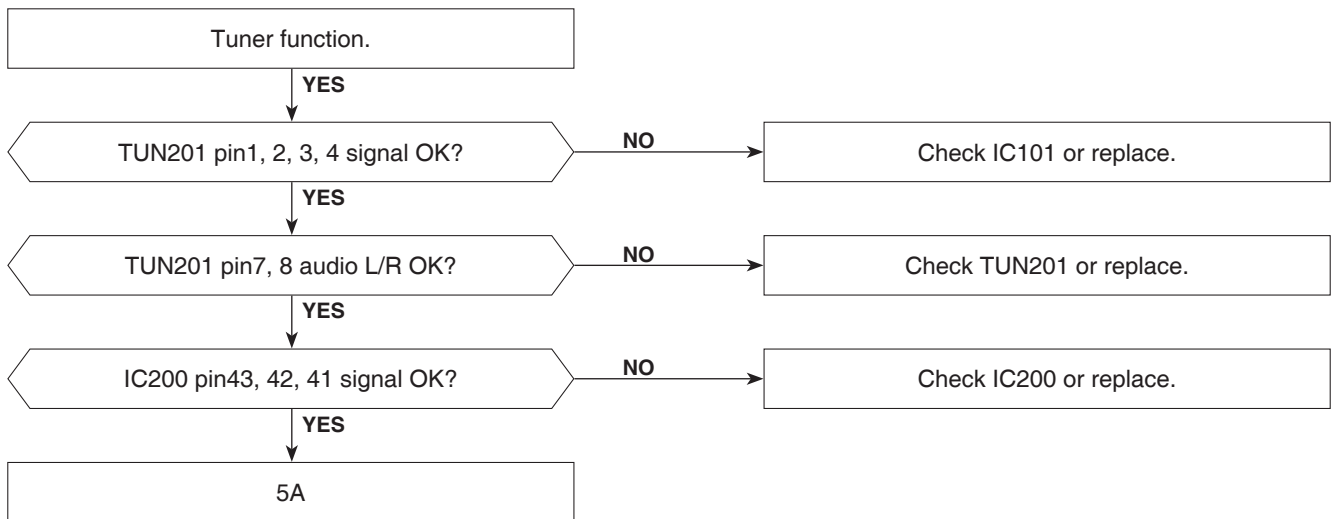 Tuner function.
YES
TUN201 pin1, 2, 3, 4 signal OK?
NO
Check IC101 or replace.
YES
TUN201 pin7, 8 audio L/R OK?
NO
Check TUN201 or replace.
YES
IC200 pin43, 42, 41 signal OK?
NO
Check IC200 or replace.
YES
5A